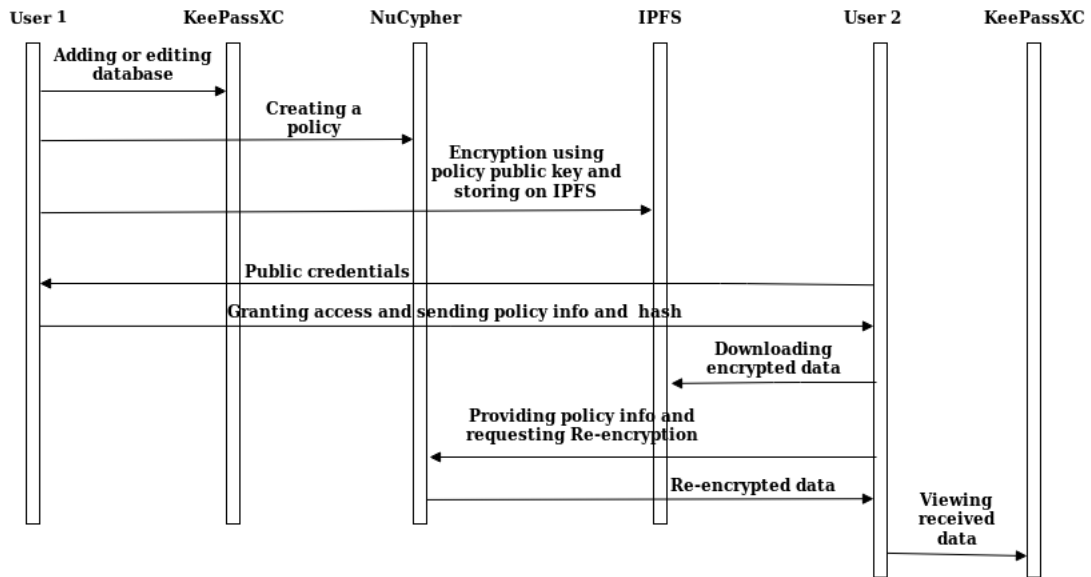 User 1
KeePassXC
NuCypher
IPFS
User 2
KeePassXC
Adding or editing
database
Creating a
policy
Encryption using
policy public key and
storing on IPFS
Public credentials
Granting access and sending policy info and hash
Downloading
encrypted data
Providing policy info and
requesting Re-encryption
Re-encrypted data
Viewing
received
data